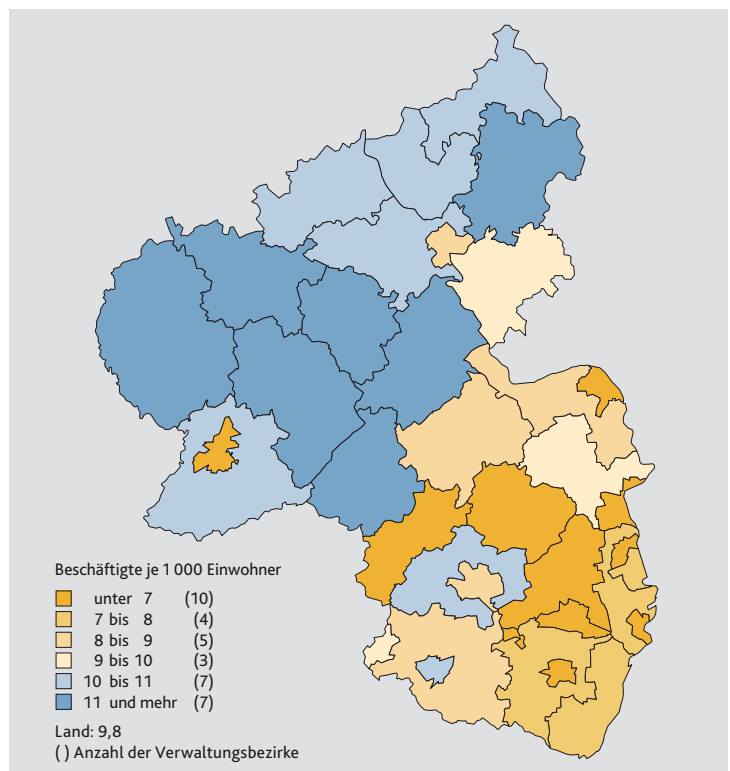 Beschäftigte je 1 000 Einwohner
unter 7 (10)
7 bis 8 (4)
8 bis 9 (5)
9 bis 10 (3)
10 bis 11 (7)
11 und mehr (7)
Land: 9,8
( ) Anzahl der Verwaltungsbezirke